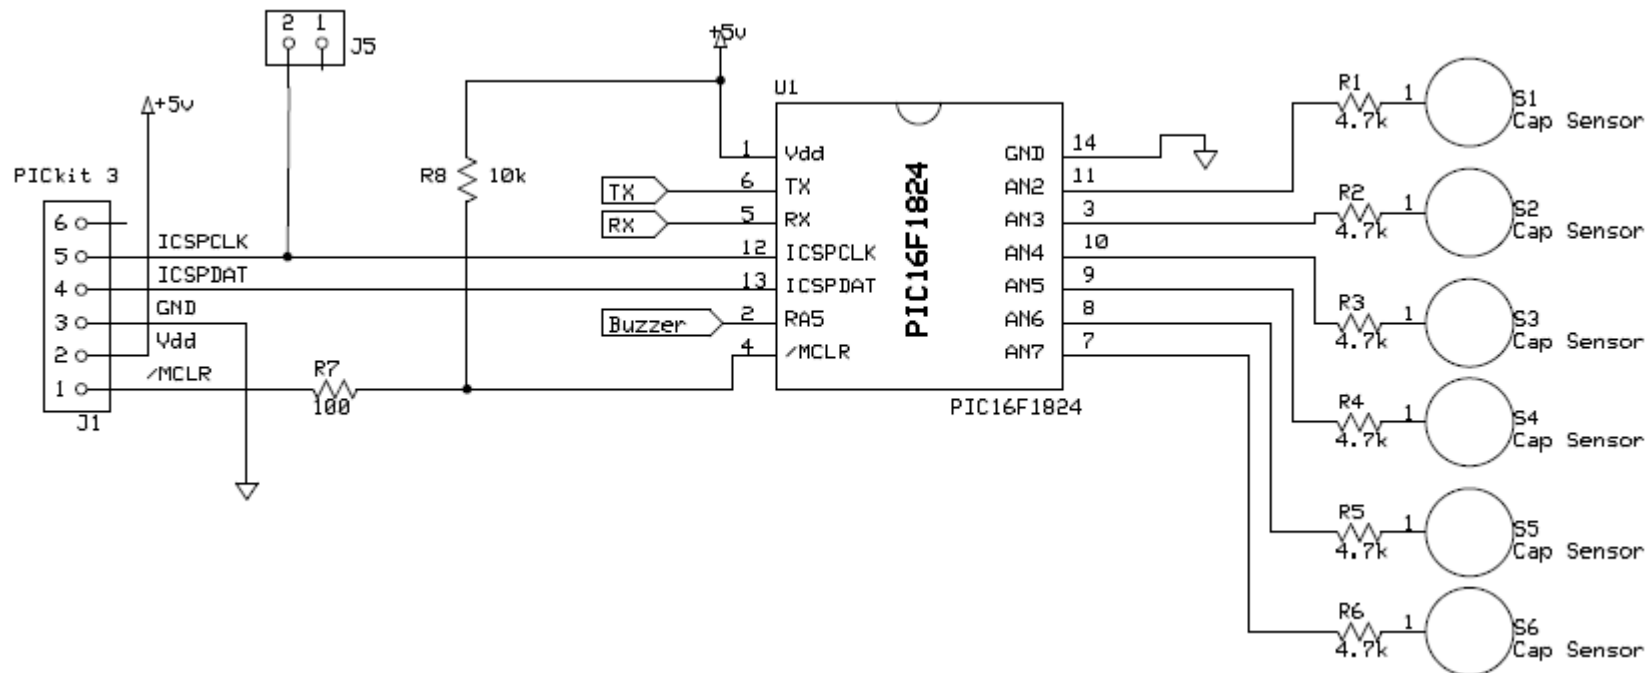 2 1
J5
+5v
+5v
U1
PICkit 3
6
5
4
3
2
1
ICSPCLK
ICSPDAT
GND
Vdd
/MCLR
J1
R7
100
R8 10k
TX
RX
Buzzer
1 Vdd
6 TX
5 RX
12 ICSPCLK
13 ICSPDAT
2 RA5
4 /MCLR
PIC16F1824
GND 14
AN2 11
AN3 3
AN4 10
AN5 9
AN6 8
AN7 7
PIC16F1824
R1
4.7k
1
S1
Cap Sensor
R2
4.7k
1
S2
Cap Sensor
R3
4.7k
1
S3
Cap Sensor
R4
4.7k
1
S4
Cap Sensor
R5
4.7k
1
S5
Cap Sensor
R6
4.7k
1
S6
Cap Sensor